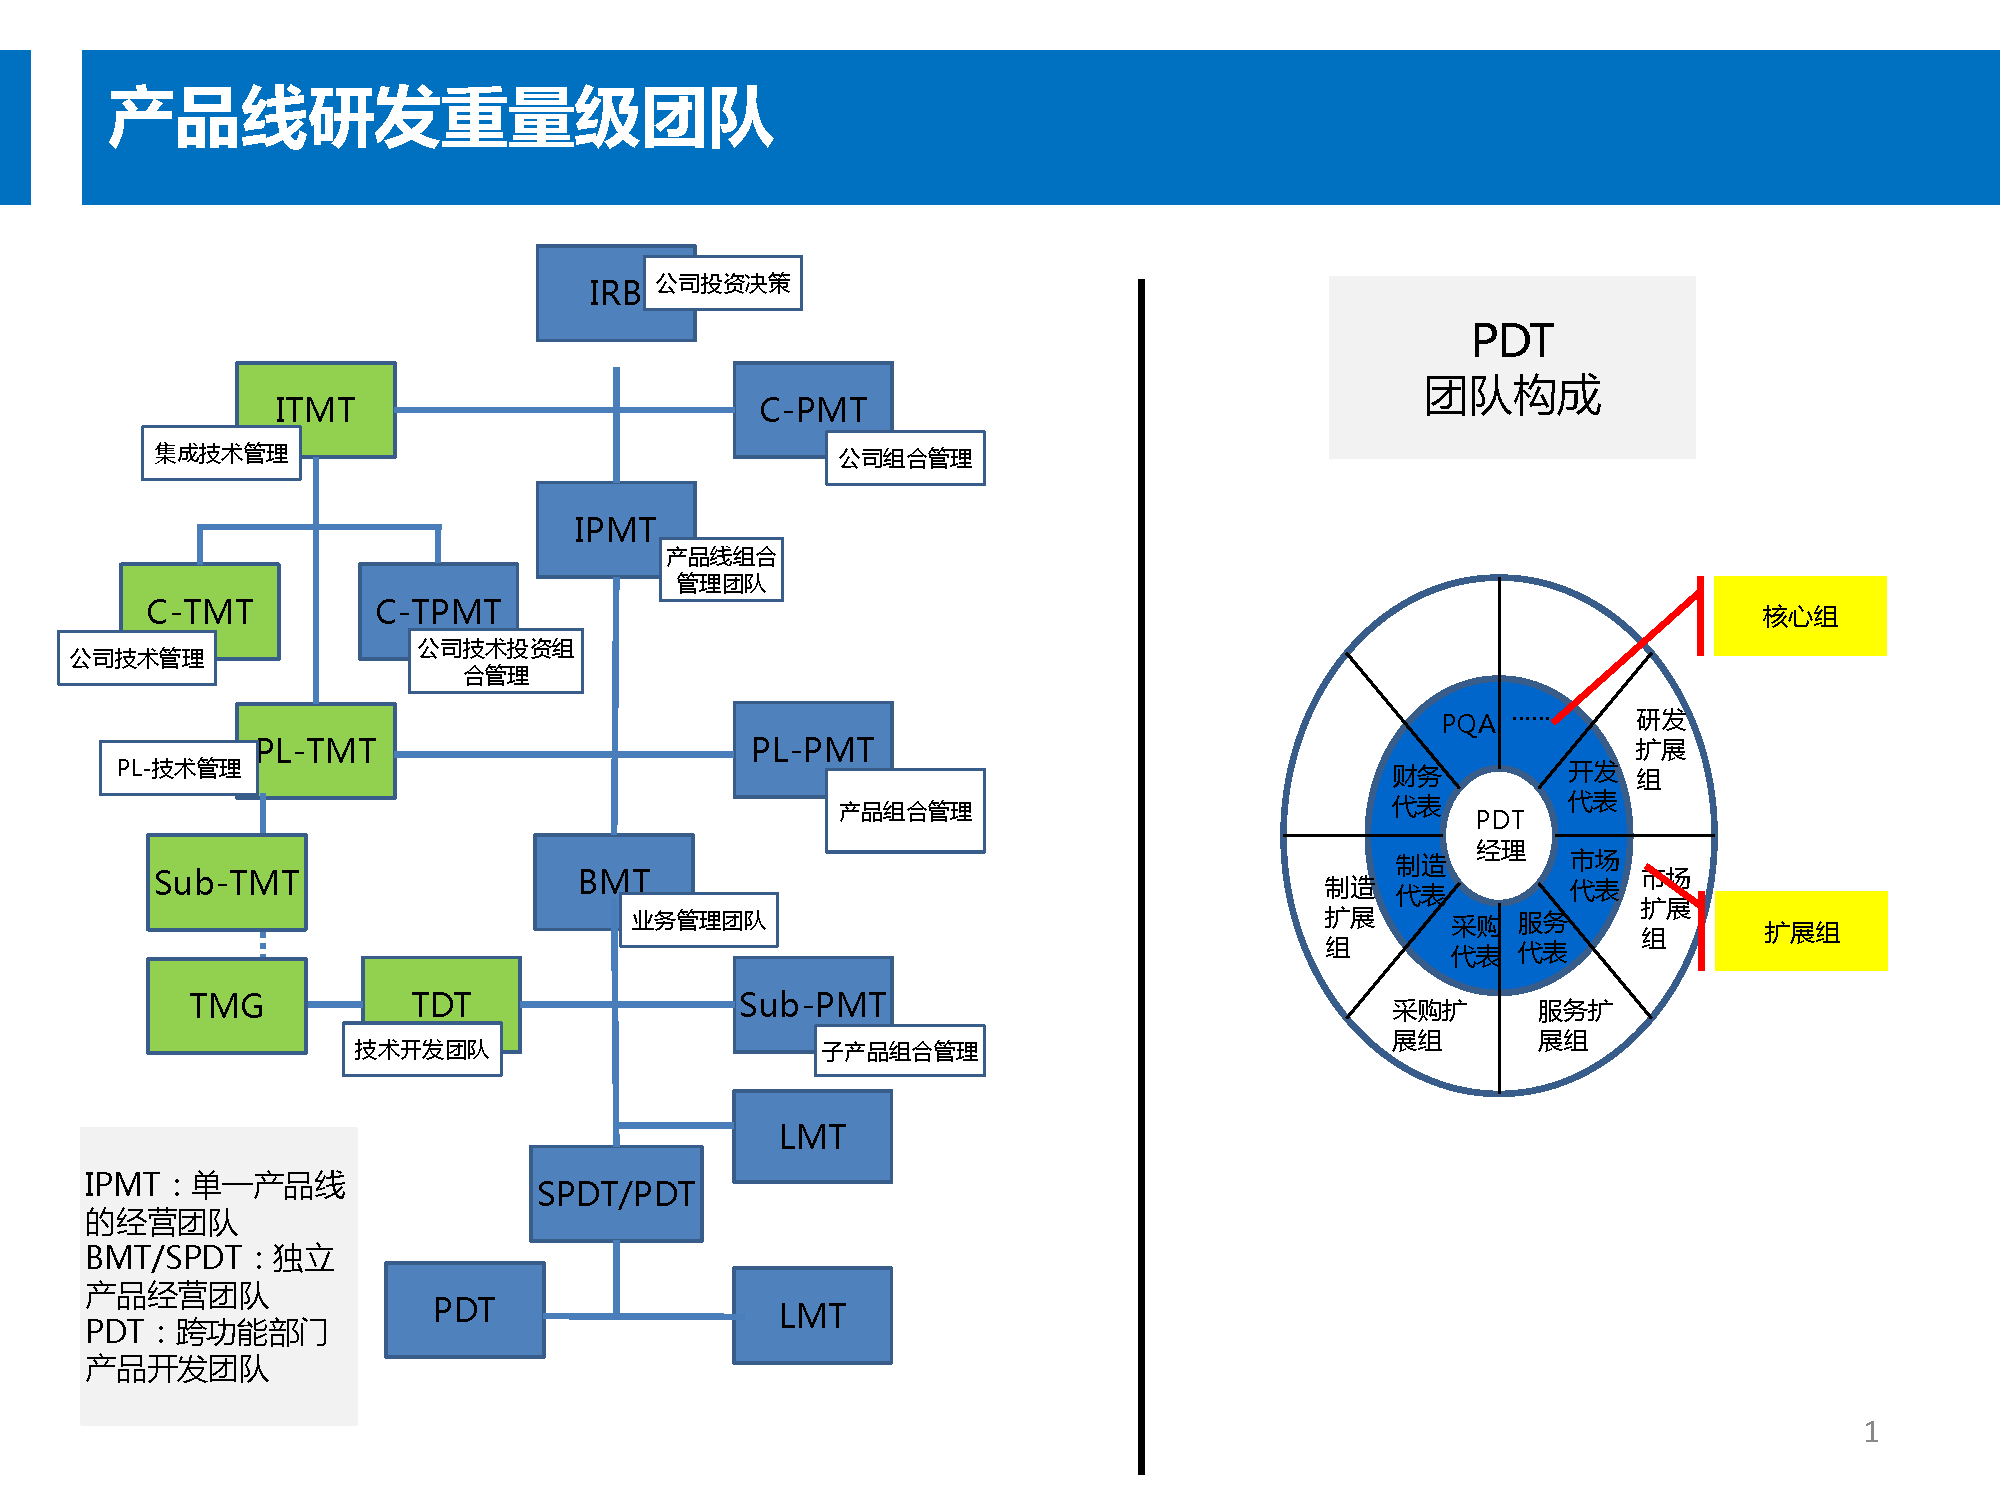 产品线研发重量级团队
IRB
公司投资决策
ITMT
集成技术管理
C-PMT
公司组合管理
IPMT
产品线组合
管理团队
C-TMT
公司技术管理
C-TPMT
公司技术投资组
合管理
PL-TMT
PL-技术管理
PL-PMT
产品组合管理
Sub-TMT
BMT
业务管理团队
TMG
TDT
技术开发团队
Sub-PMT
子产品组合管理
LMT
SPDT/PDT
PDT
LMT
IPMT：单一产品线
的经营团队
BMT/SPDT：独立
产品经营团队
PDT：跨功能部门
产品开发团队
PDT
团队构成
核心组
扩展组
PQA
……
财务
代表
开发
代表
PDT
经理
制造
代表
市场
代表
采购
代表
服务
代表
研发
扩展
组
市场
扩展
组
制造
扩展
组
采购扩
展组
服务扩
展组
1